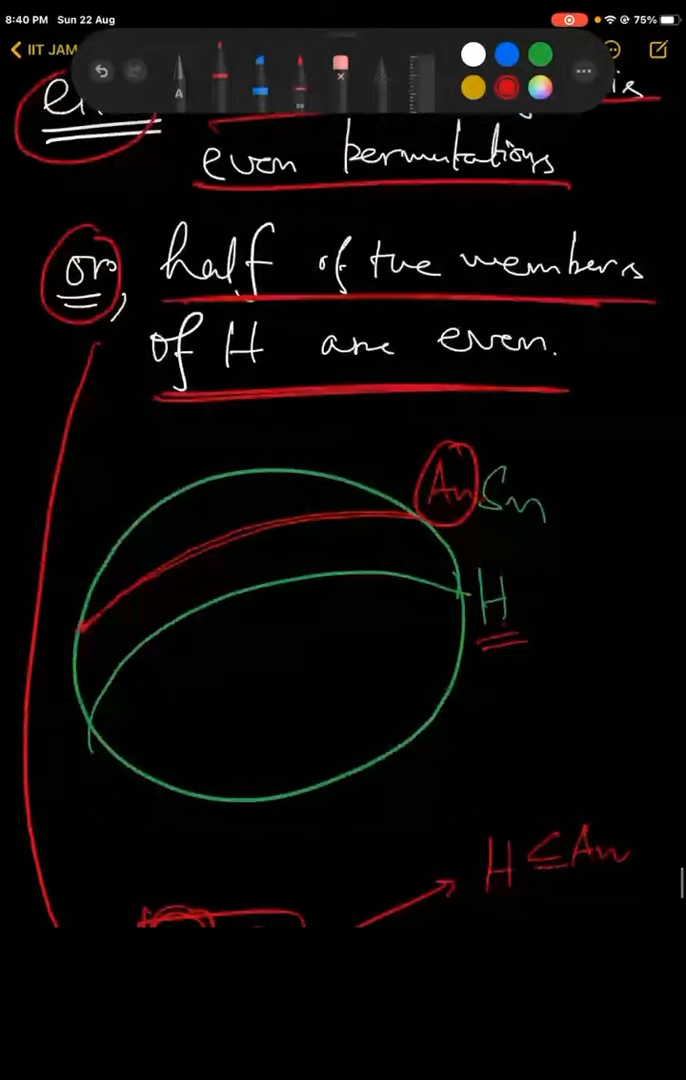 8:40 PM Sun 22 Aug
75%
IIT JAM
is
even permutations
or, half of the members
of H are even.
An Sn
H
H ≤ An